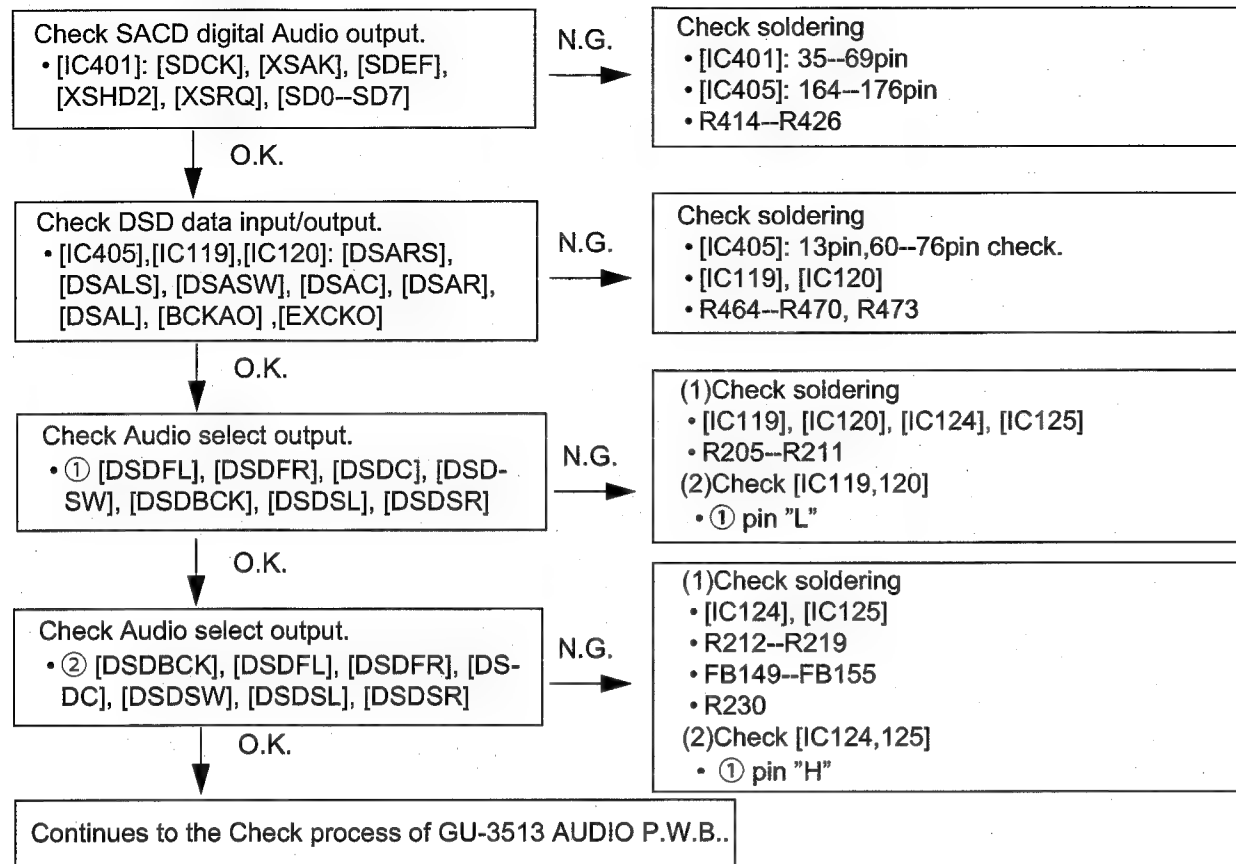 Check SACD digital Audio output.
• [IC401]: [SDCK], [XSAK], [SDEF],
[XSHD2], [XSRQ], [SD0--SD7]
N.G.
Check soldering
• [IC401]: 35--69pin
• [IC405]: 164--176pin
• R414--R426
O.K.
Check DSD data input/output.
• [IC405],[IC119],[IC120]: [DSARS],
[DSALS], [DSASW], [DSAC], [DSAR],
[DSAL], [BCKAO] ,[EXCKO]
N.G.
Check soldering
• [IC405]: 13pin,60--76pin check.
• [IC119], [IC120]
• R464--R470, R473
O.K.
Check Audio select output.
• ① [DSDFL], [DSDFR], [DSDC], [DSD-
SW], [DSDBCK], [DSDSL], [DSDSR]
N.G.
(1)Check soldering
• [IC119], [IC120], [IC124], [IC125]
• R205--R211
(2)Check [IC119,120]
• ① pin "L"
O.K.
Check Audio select output.
• ② [DSDBCK], [DSDFL], [DSDFR], [DS-
DC], [DSDSW], [DSDSL], [DSDSR]
N.G.
(1)Check soldering
• [IC124], [IC125]
• R212--R219
• FB149--FB155
• R230
(2)Check [IC124,125]
• ① pin "H"
O.K.
Continues to the Check process of GU-3513 AUDIO P.W.B..